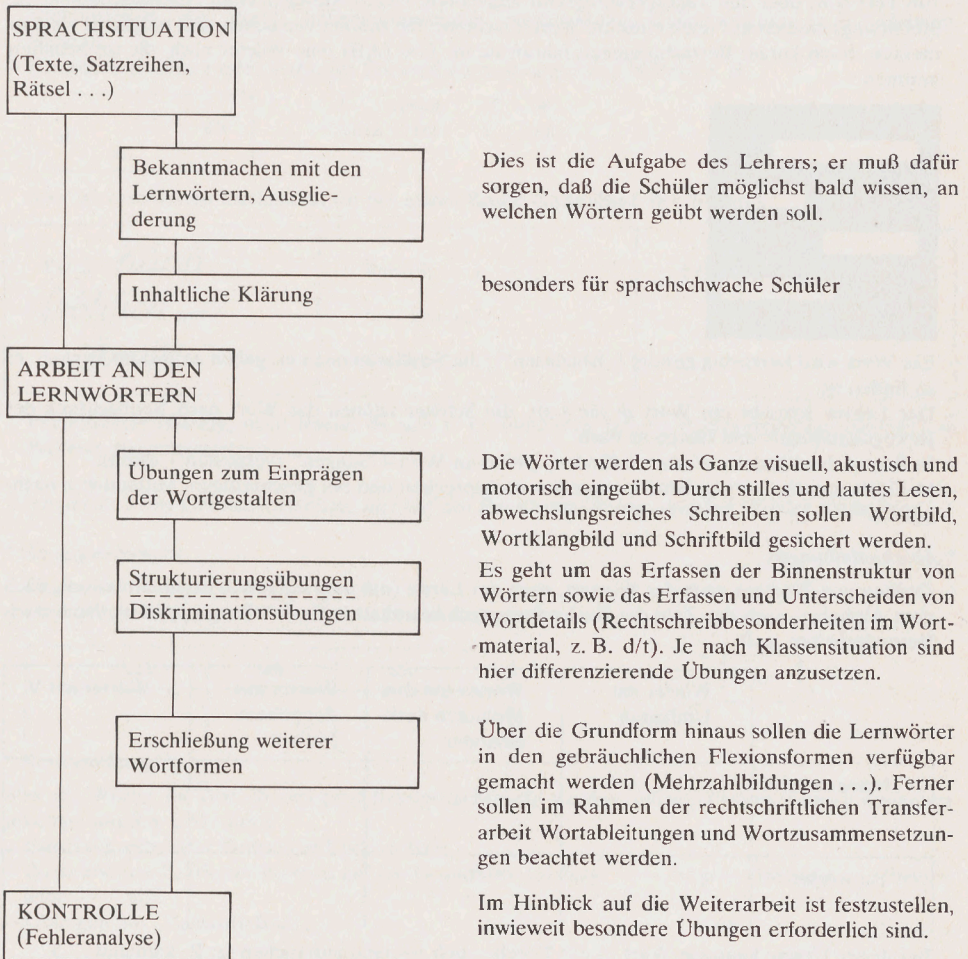 SPRACHSITUATION
(Texte, Satzreihen,
Rätsel . . .)
Bekanntmachen mit den
Lernwörtern, Ausglie-
derung
Dies ist die Aufgabe des Lehrers; er muß dafür
sorgen, daß die Schüler möglichst bald wissen, an
welchen Wörtern geübt werden soll.
Inhaltliche Klärung
besonders für sprachschwache Schüler
ARBEIT AN DEN
LERNWÖRTERN
Übungen zum Einprägen
der Wortgestalten
Die Wörter werden als Ganze visuell, akustisch und
motorisch eingeübt. Durch stilles und lautes Lesen,
abwechslungsreiches Schreiben sollen Wortbild,
Wortklangbild und Schriftbild gesichert werden.
Strukturierungsübungen
Diskriminationsübungen
Es geht um das Erfassen der Binnenstruktur von
Wörtern sowie das Erfassen und Unterscheiden von
Wortdetails (Rechtschreibbesonderheiten im Wort-
material, z. B. d/t). Je nach Klassensituation sind
hier differenzierende Übungen anzusetzen.
Erschließung weiterer
Wortformen
Über die Grundform hinaus sollen die Lernwörter
in den gebräuchlichen Flexionsformen verfügbar
gemacht werden (Mehrzahlbildungen . . .). Ferner
sollen im Rahmen der rechtschriftlichen Transfer-
arbeit Wortableitungen und Wortzusammensetzun-
gen beachtet werden.
KONTROLLE
(Fehleranalyse)
Im Hinblick auf die Weiterarbeit ist festzustellen,
inwieweit besondere Übungen erforderlich sind.